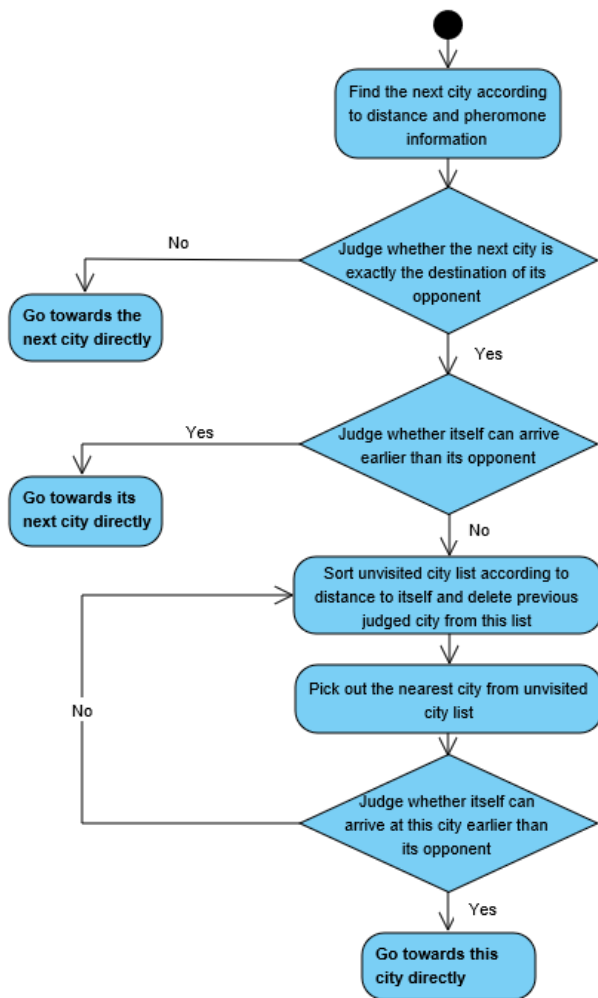 Find the next city according
to distance and pheromone
information
No
Judge whether the next city is
exactly the destination of its
opponent
Go towards the
next city directly
Yes
Yes
Judge whether itself can arrive
earlier than its opponent
Go towards its
next city directly
No
Sort unvisited city list according to
distance to itself and delete previous
judged city from this list
Pick out the nearest city from unvisited
city list
No
Judge whether itself can
arrive at this city earlier than
its opponent
Yes
Go towards this
city directly